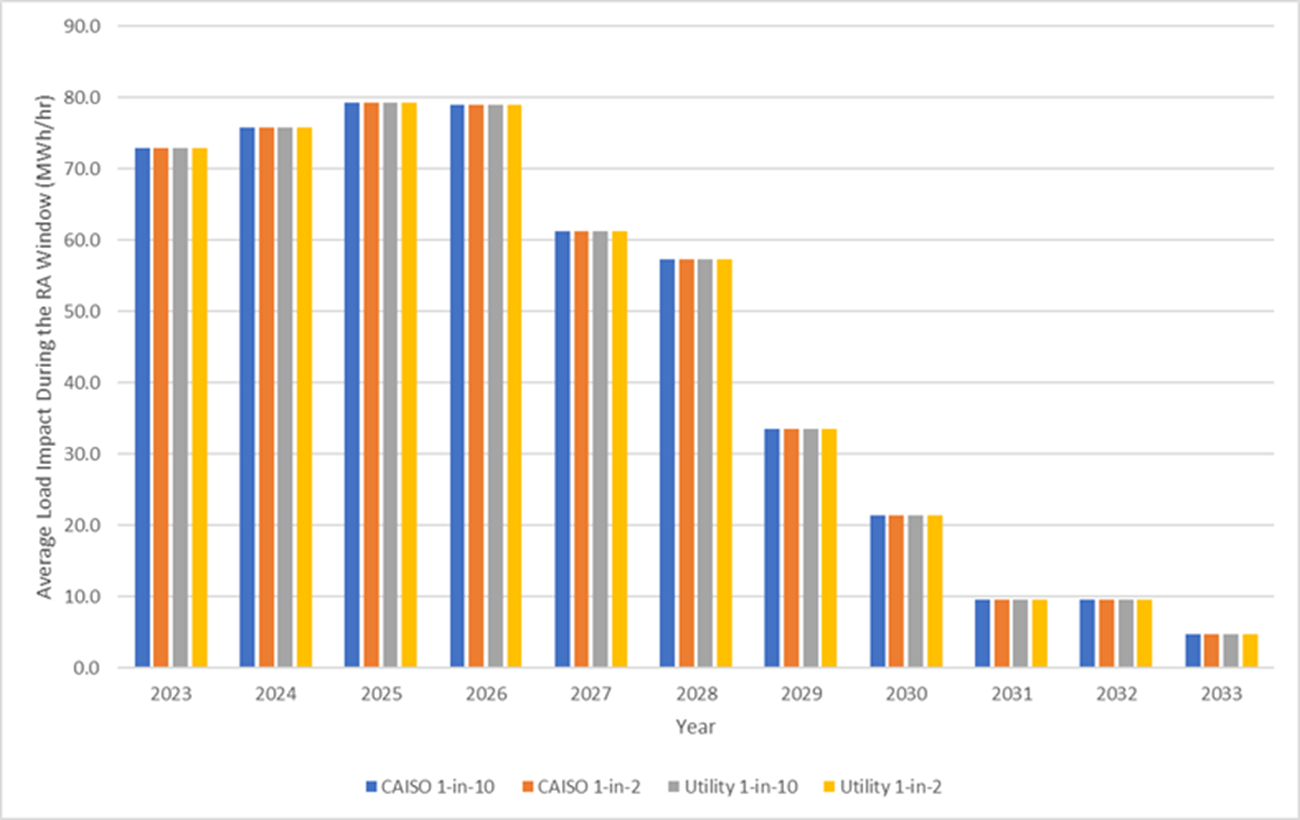 90.0
80.0
70.0
60.0
50.0
40.0
30.0
20.0
10.0
0.0
Average Load Impact During the RA Window (MWh/hr)
2023 2024 2025 2026 2027 2028 2029 2030 2031 2032 2033
Year
CAISO 1-in-10 CAISO 1-in-2 Utility 1-in-10 Utility 1-in-2